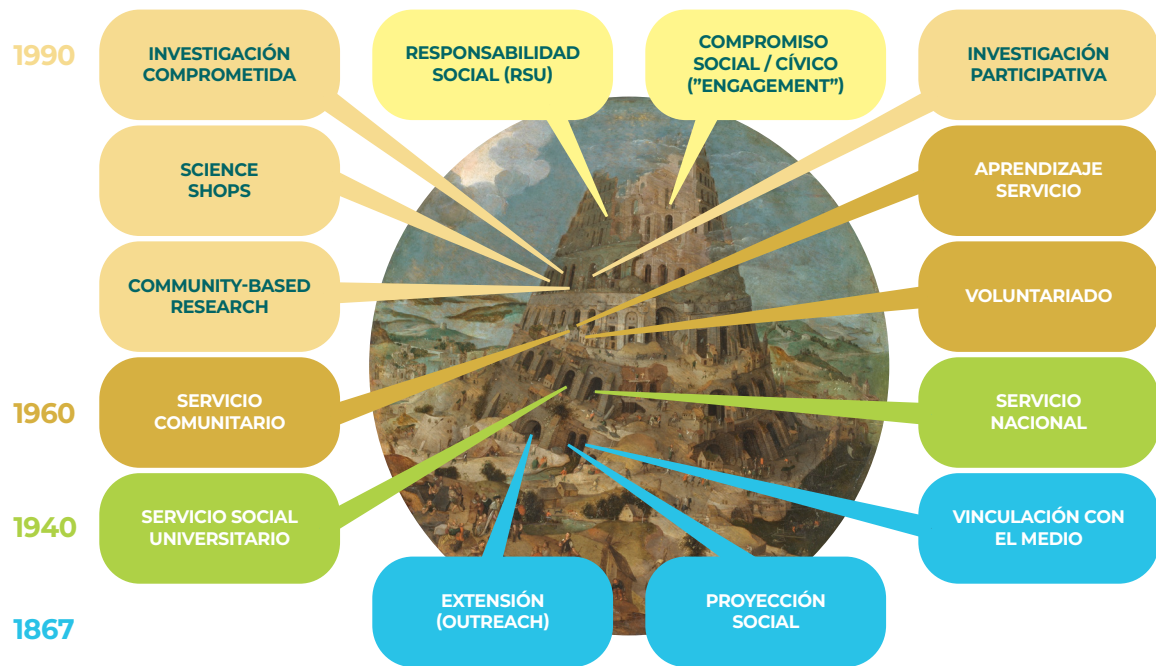 1990
INVESTIGACIÓN
COMPROMETIDA
RESPONSABILIDAD
SOCIAL (RSU)
COMPROMISO
SOCIAL / CÍVICO
(”ENGAGEMENT”)
INVESTIGACIÓN
PARTICIPATIVA
SCIENCE
SHOPS
APRENDIZAJE
SERVICIO
COMMUNITY-BASED
RESEARCH
VOLUNTARIADO
1960
SERVICIO
COMUNITARIO
SERVICIO
NACIONAL
1940
SERVICIO SOCIAL
UNIVERSITARIO
VINCULACIÓN CON
EL MEDIO
1867
EXTENSIÓN
(OUTREACH)
PROYECCIÓN
SOCIAL